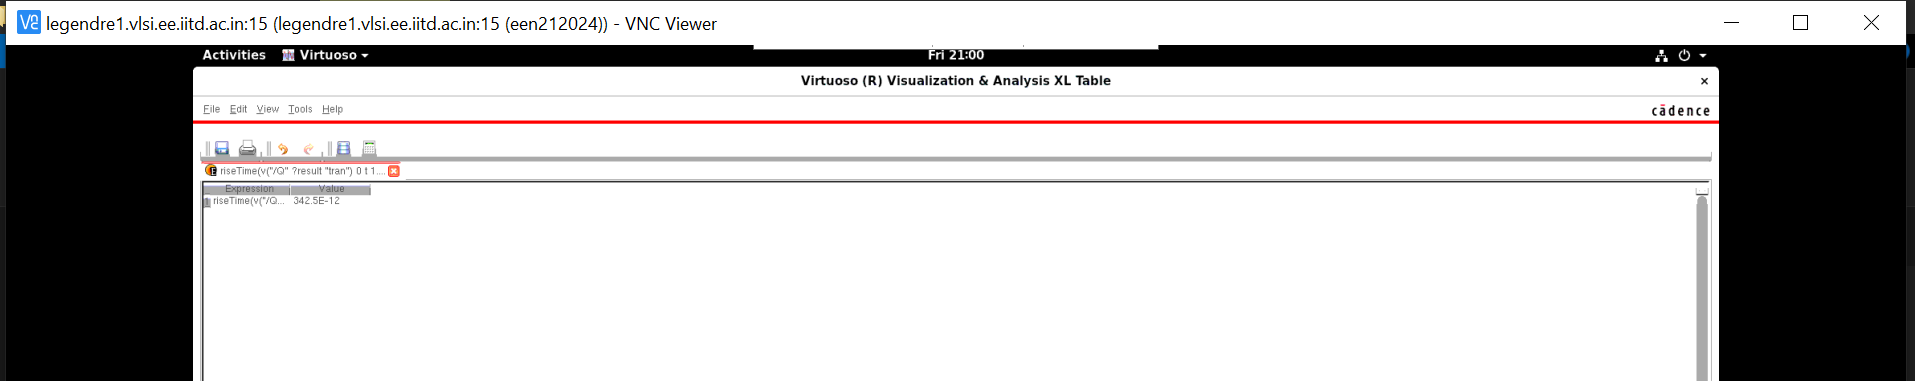 legendre1.vlsi.ee.iitd.ac.in:15 (legendre1.vlsi.ee.iitd.ac.in:15 (een212024)) - VNC Viewer
Activities Virtuoso Fri 21:00
Virtuoso (R) Visualization & Analysis XL Table
File Edit View Tools Help cādence
riseTime(v("/Q" ?result "tran") 0 t 1....
Expression Value
1 riseTime(v("/Q... 342.5E-12